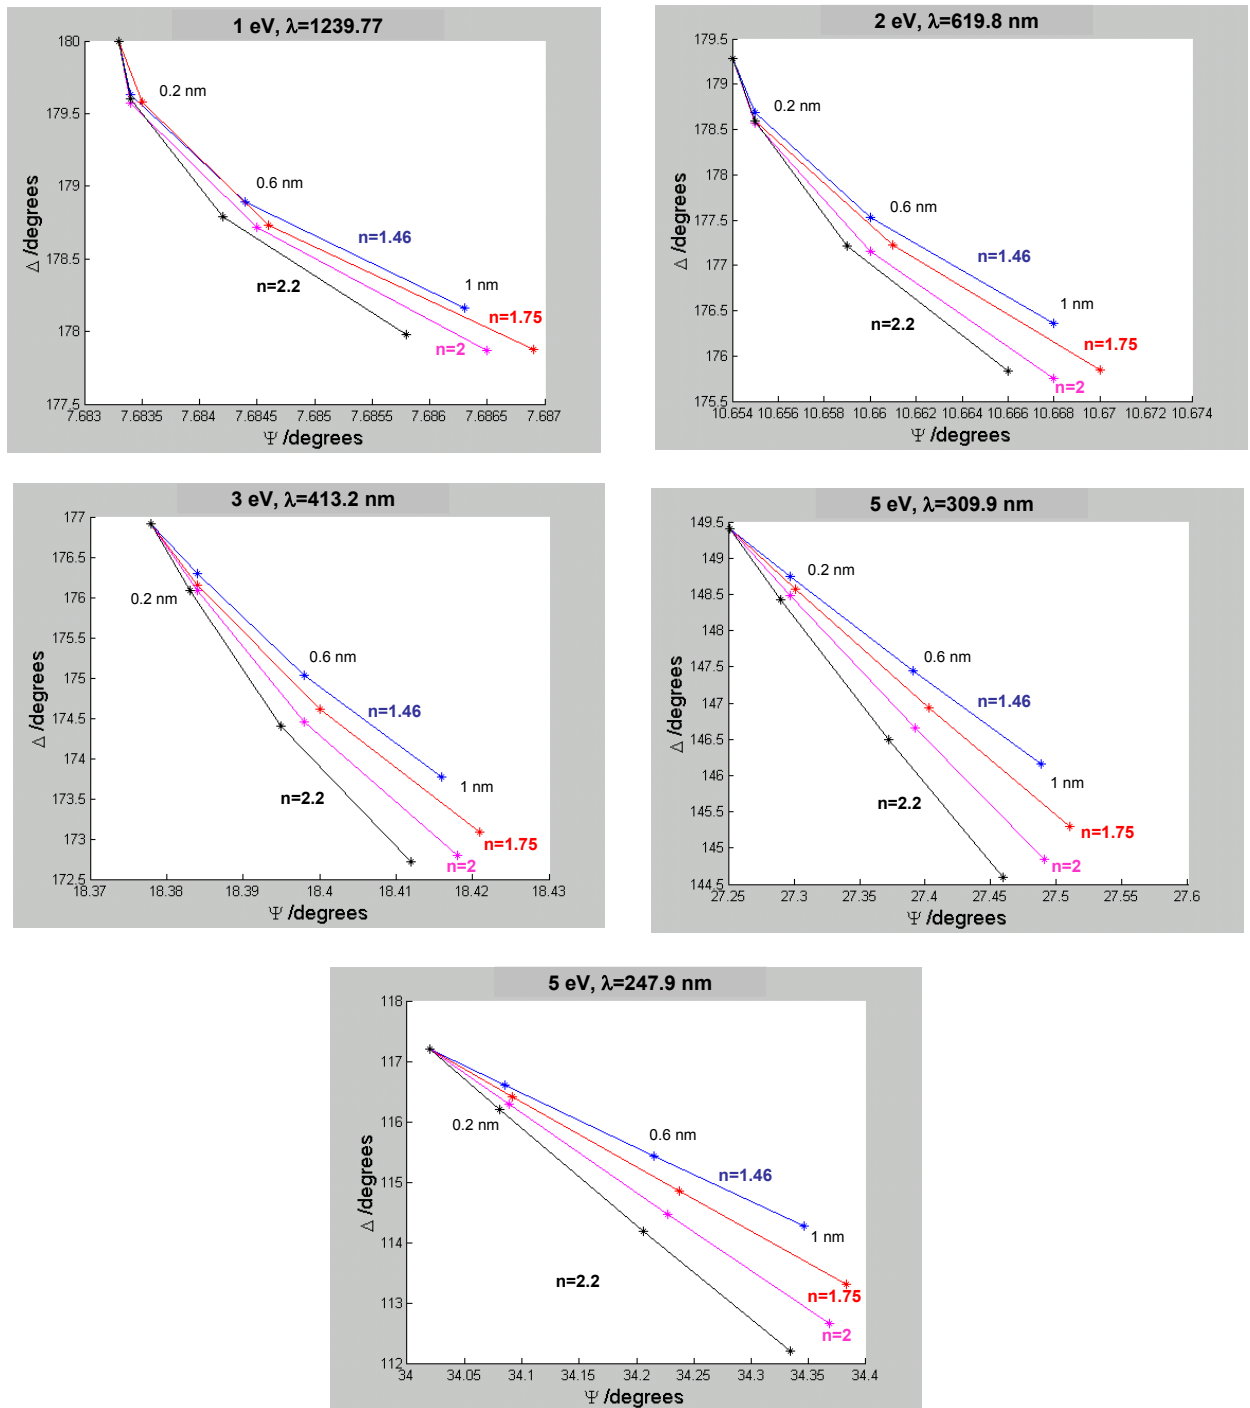 1 eV, λ=1239.77
180
179.5
179
178.5
178
177.5
Δ /degrees
0.2 nm
0.6 nm
n=1.46
1 nm
n=2.2
n=1.75
n=2
7.683 7.6835 7.684 7.6845 7.685 7.6855 7.686 7.6865 7.687
Ψ /degrees
2 eV, λ=619.8 nm
179.5
179
178.5
178
177.5
177
176.5
176
175.5
Δ /degrees
0.2 nm
0.6 nm
n=1.46
1 nm
n=2.2
n=1.75
n=2
10.654 10.656 10.658 10.66 10.662 10.664 10.666 10.668 10.67 10.672 10.674
Ψ /degrees
3 eV, λ=413.2 nm
177
176.5
176
175.5
175
174.5
174
173.5
173
172.5
Δ /degrees
0.2 nm
0.6 nm
n=1.46
1 nm
n=2.2
n=1.75
n=2
18.37 18.38 18.39 18.4 18.41 18.42 18.43
Ψ /degrees
5 eV, λ=309.9 nm
149.5
149
148.5
148
147.5
147
146.5
146
145.5
145
144.5
Δ /degrees
0.2 nm
0.6 nm
n=1.46
1 nm
n=2.2
n=1.75
n=2
27.25 27.3 27.35 27.4 27.45 27.5 27.55 27.6
Ψ /degrees
5 eV, λ=247.9 nm
118
117
116
115
114
113
112
Δ /degrees
0.2 nm
0.6 nm
n=1.46
1 nm
n=2.2
n=1.75
n=2
34 34.05 34.1 34.15 34.2 34.25 34.3 34.35 34.4
Ψ /degrees